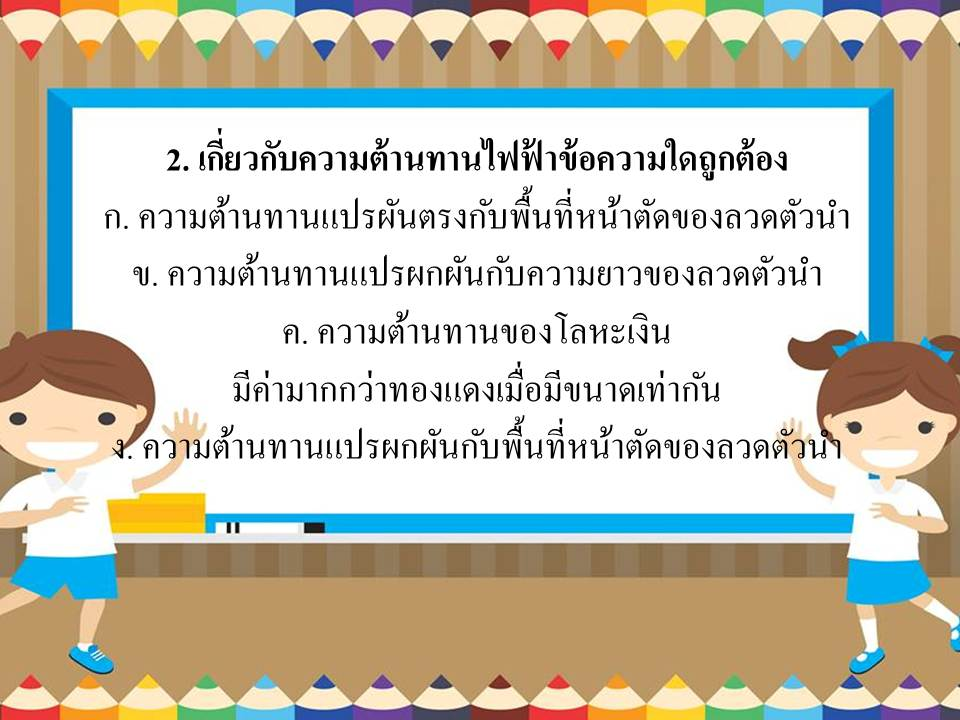 2. เกี่ยวกับความต้านทานไฟฟ้าข้อความใดถูกต้อง
ก. ความต้านทานแปรผันตรงกับพื้นที่หน้าตัดของลวดตัวนำ
ข. ความต้านทานแปรผกผันกับความยาวของลวดตัวนำ
ค. ความต้านทานของโลหะเงิน
มีค่ามากกว่าทองแดงเมื่อมีขนาดเท่ากัน
ง. ความต้านทานแปรผกผันกับพื้นที่หน้าตัดของลวดตัวนำ